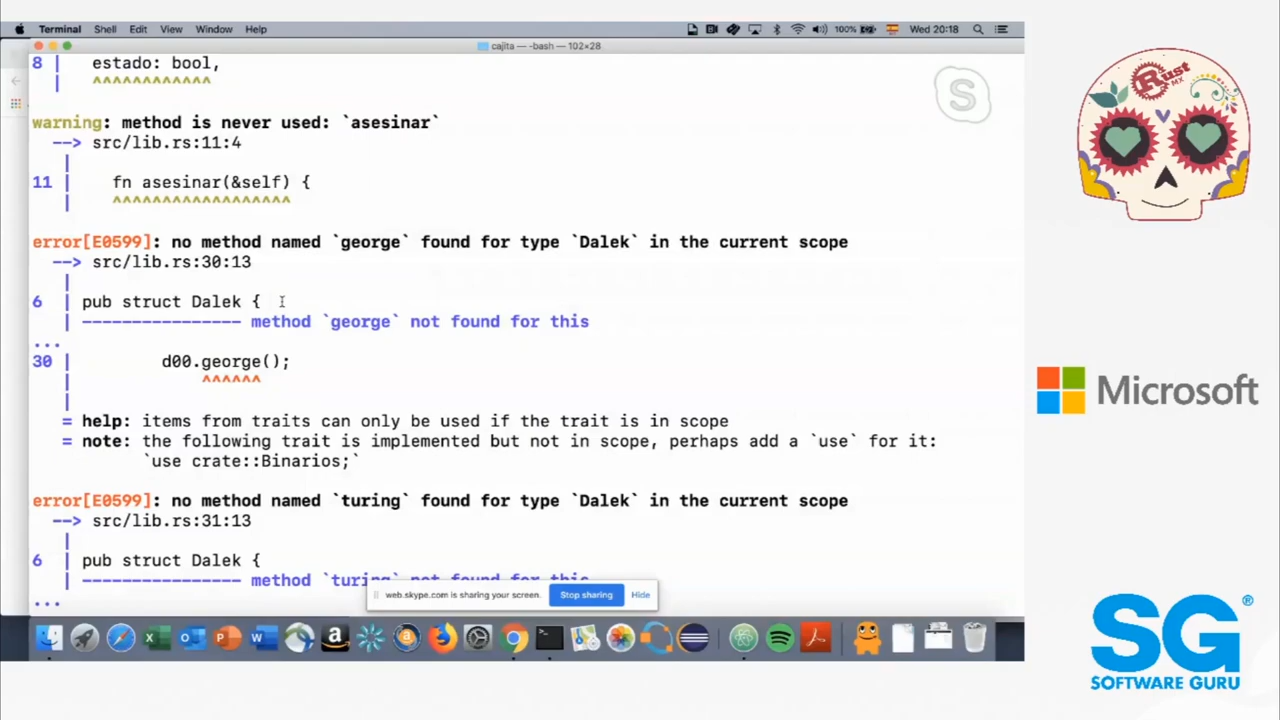 Terminal Shell Edit View Window Help 100% Wed 20:18
cajita — -bash — 102×28
8 | estado: bool,
| ^^^^^^^^^^^^
warning: method is never used: `asesinar`
--> src/lib.rs:11:4
|
11 | fn asesinar(&self) {
| ^^^^^^^^^^^^^^^^^^
error[E0599]: no method named `george` found for type `Dalek` in the current scope
--> src/lib.rs:30:13
|
6 | pub struct Dalek {
| ---------------- method `george` not found for this
...
30 | d00.george();
| ^^^^^^
|
= help: items from traits can only be used if the trait is in scope
= note: the following trait is implemented but not in scope, perhaps add a `use` for it:
`use crate::Binarios;`
error[E0599]: no method named `turing` found for type `Dalek` in the current scope
--> src/lib.rs:31:13
|
6 | pub struct Dalek {
| ---------------- method `turing` not found for this
...
web.skype.com is sharing your screen. Stop sharing Hide
Rust MX
Microsoft
SG®
SOFTWARE GURU